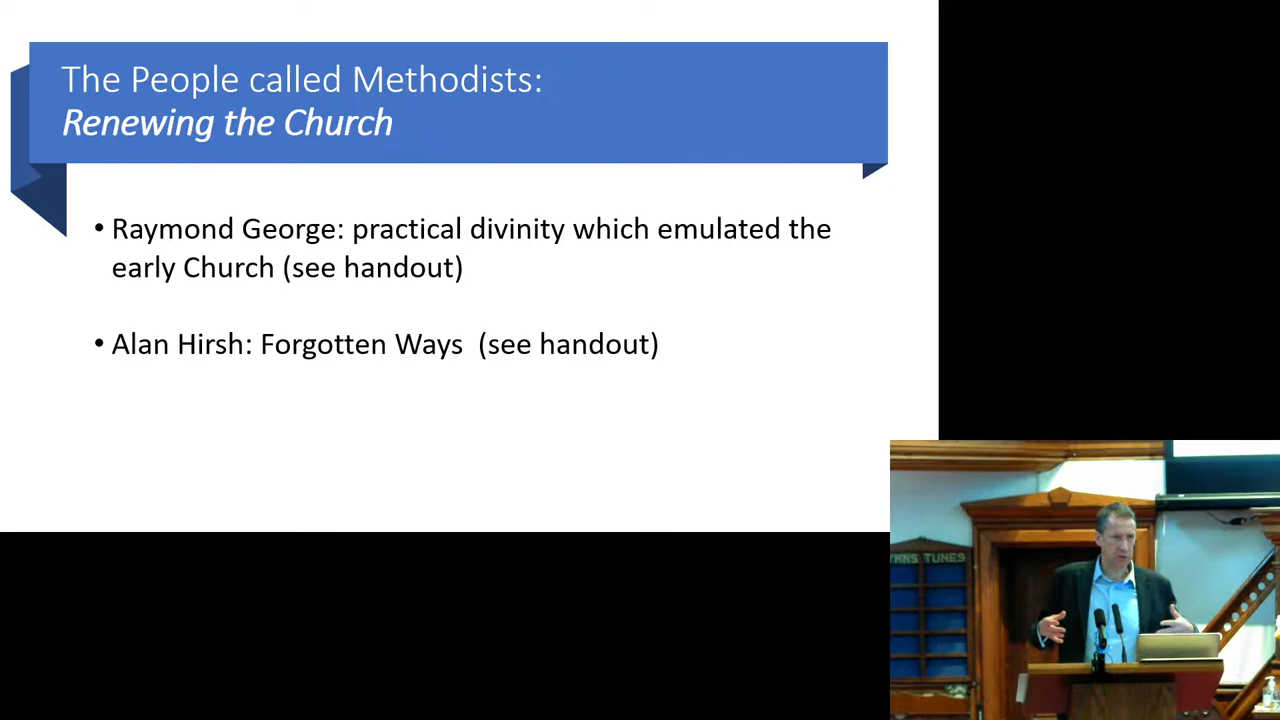 The People called Methodists:
Renewing the Church
• Raymond George: practical divinity which emulated the
early Church (see handout)
• Alan Hirsh: Forgotten Ways  (see handout)
YMNS TUNES